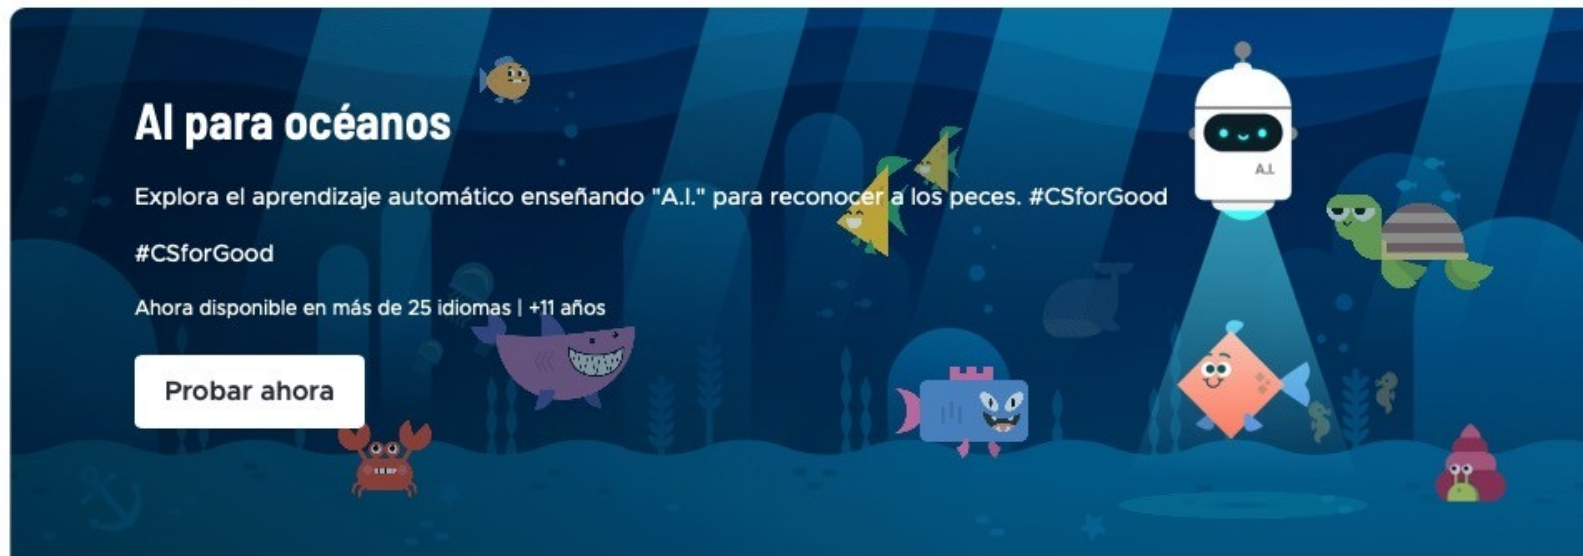 AI para océanos
Explora el aprendizaje automático enseñando "A.I." para reconocer a los peces. #CSforGood
#CSforGood
Ahora disponible en más de 25 idiomas | +11 años
Probar ahora
A.I.